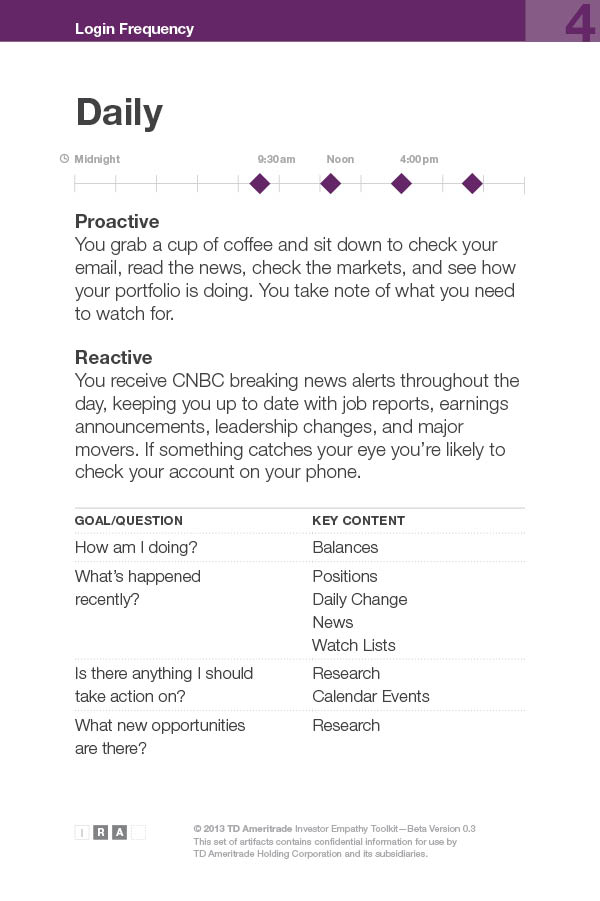 Login Frequency
4
Daily
Midnight 9:30am Noon 4:00pm
Proactive
You grab a cup of coffee and sit down to check your
email, read the news, check the markets, and see how
your portfolio is doing. You take note of what you need
to watch for.
Reactive
You receive CNBC breaking news alerts throughout the
day, keeping you up to date with job reports, earnings
announcements, leadership changes, and major
movers. If something catches your eye you’re likely to
check your account on your phone.
GOAL/QUESTION KEY CONTENT
How am I doing? Balances
What’s happened Positions
recently? Daily Change
News
Watch Lists
Is there anything I should Research
take action on? Calendar Events
What new opportunities Research
are there?
I R A
© 2013 TD Ameritrade Investor Empathy Toolkit—Beta Version 0.3
This set of artifacts contains confidential information for use by
TD Ameritrade Holding Corporation and its subsidiaries.